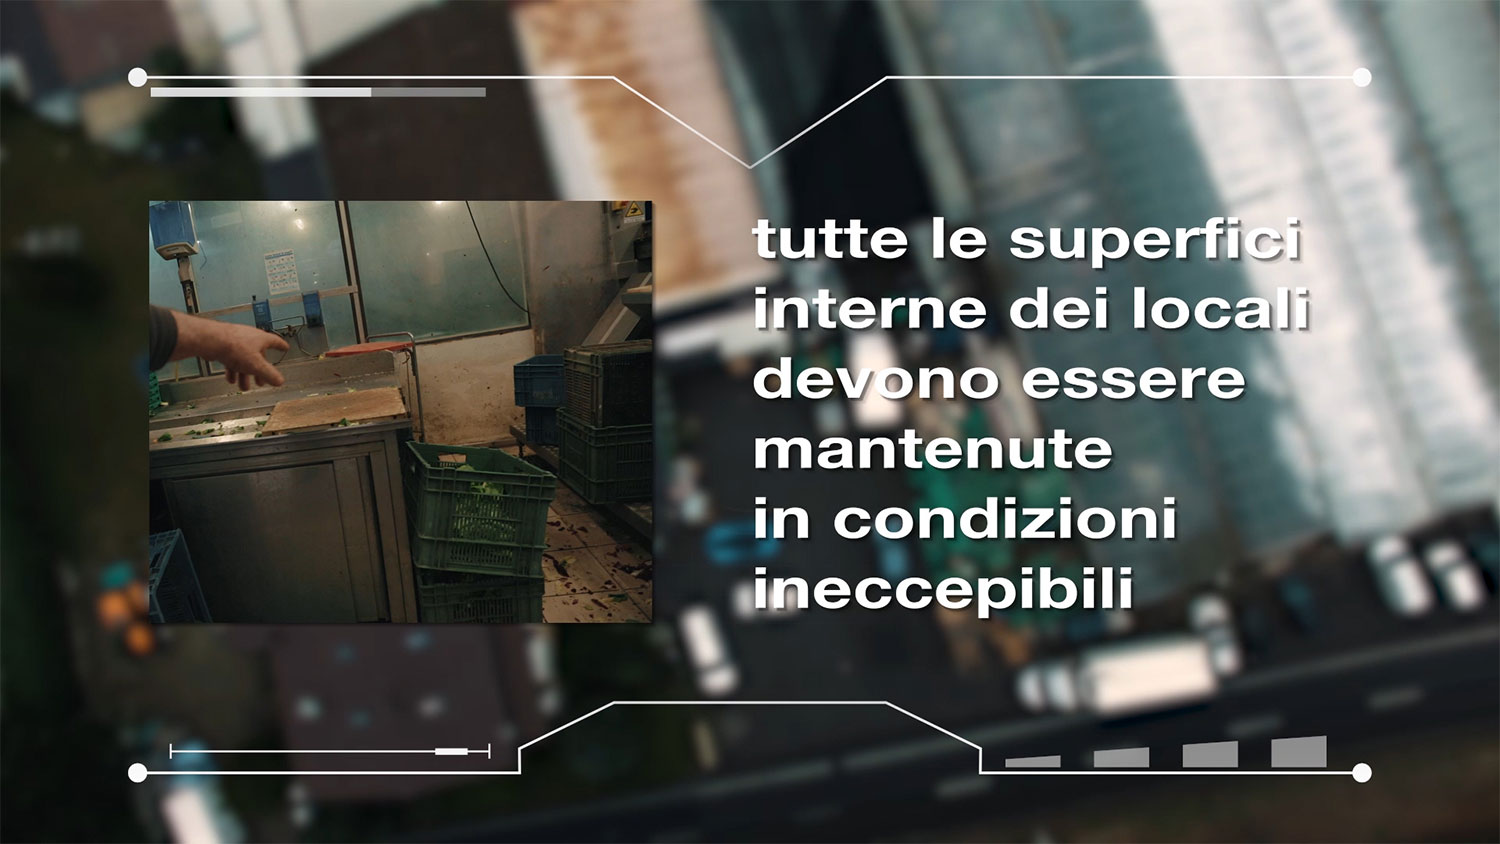 tutte le superfici
interne dei locali
devono essere
mantenute
in condizioni
ineccepibili